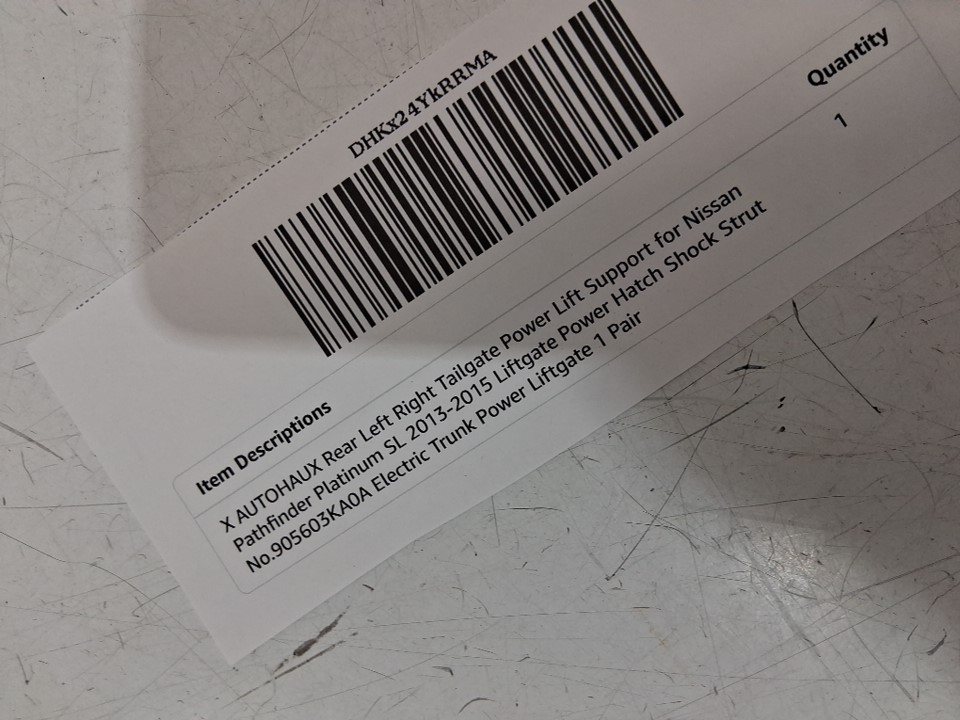 DHKx24YkRRMA
Item Descriptions
Quantity
X AUTOHAUX Rear Left Right Tailgate Power Lift Support for Nissan
Pathfinder Platinum SL 2013-2015 Liftgate Power Hatch Shock Strut
No.905603KA0A Electric Trunk Power Liftgate 1 Pair
1